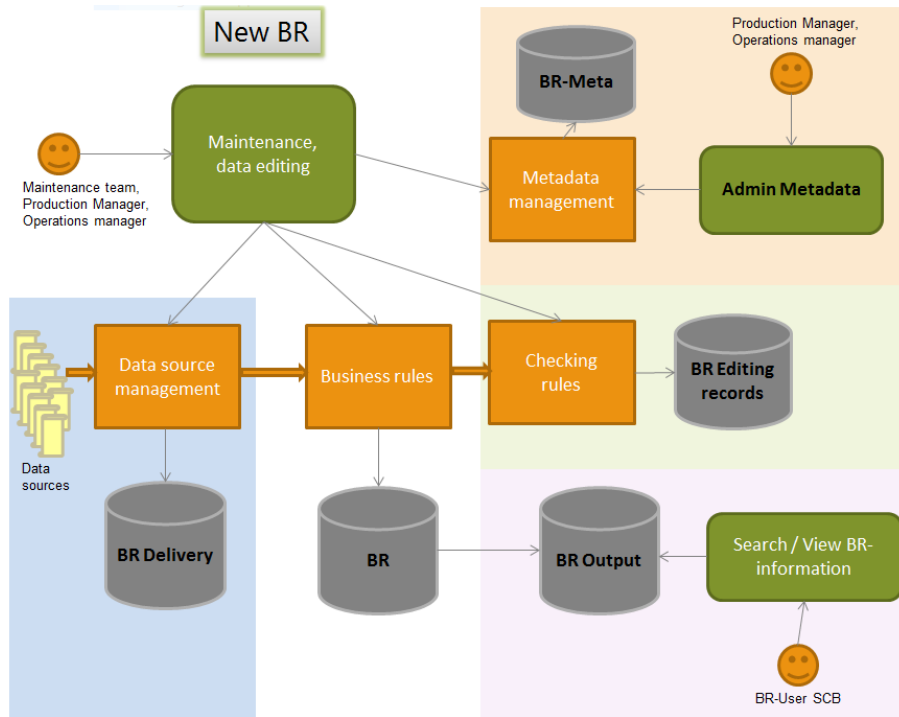 New BR
Production Manager,
Operations manager
BR-Meta
Maintenance,
data editing
Maintenance team,
Production Manager,
Operations manager
Metadata
management
Admin Metadata
Data source
management
Business rules
Checking
rules
BR Editing
records
Data
sources
BR Delivery
BR
BR Output
Search / View BR-
information
BR-User SCB